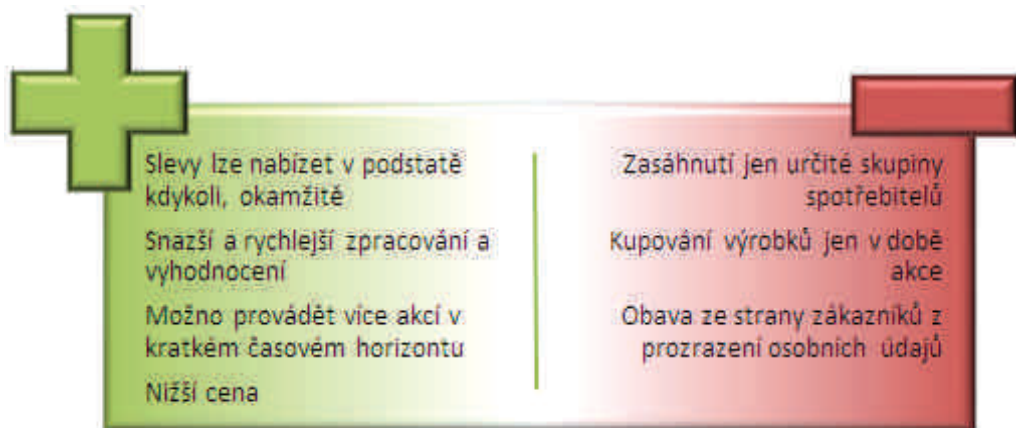 Slevy lze nabízet v podstatě
kdykoli, okamžitě
Snazší a rychlejší zpracování a
vyhodnocení
Možno provádět více akcí v
kratkém časovém horizontu
Nižší cena
Zasáhnutí jen určité skupiny
spotřebitelů
Kupování výrobků jen v době
akce
Obava ze strany zákazníků z
prozrazení osobních údajů